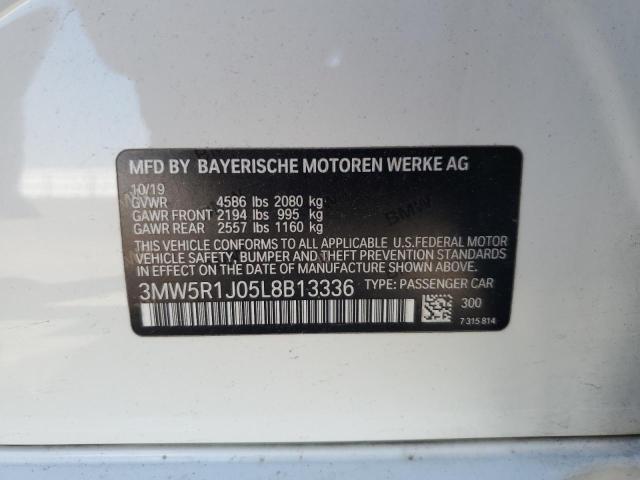 MFD BY BAYERISCHE MOTOREN WERKE AG
10/19
GVWR 4586 lbs 2080 kg
GAWR FRONT 2194 lbs 995 kg
GAWR REAR 2557 lbs 1160 kg
THIS VEHICLE CONFORMS TO ALL APPLICABLE U.S.FEDERAL MOTOR
VEHICLE SAFETY, BUMPER AND THEFT PREVENTION STANDARDS
IN EFFECT ON THE DATE OF MANUFACTURE SHOWN ABOVE.
3MW5R1J05L8B13336 TYPE: PASSENGER CAR
300
7 315 814
BMW